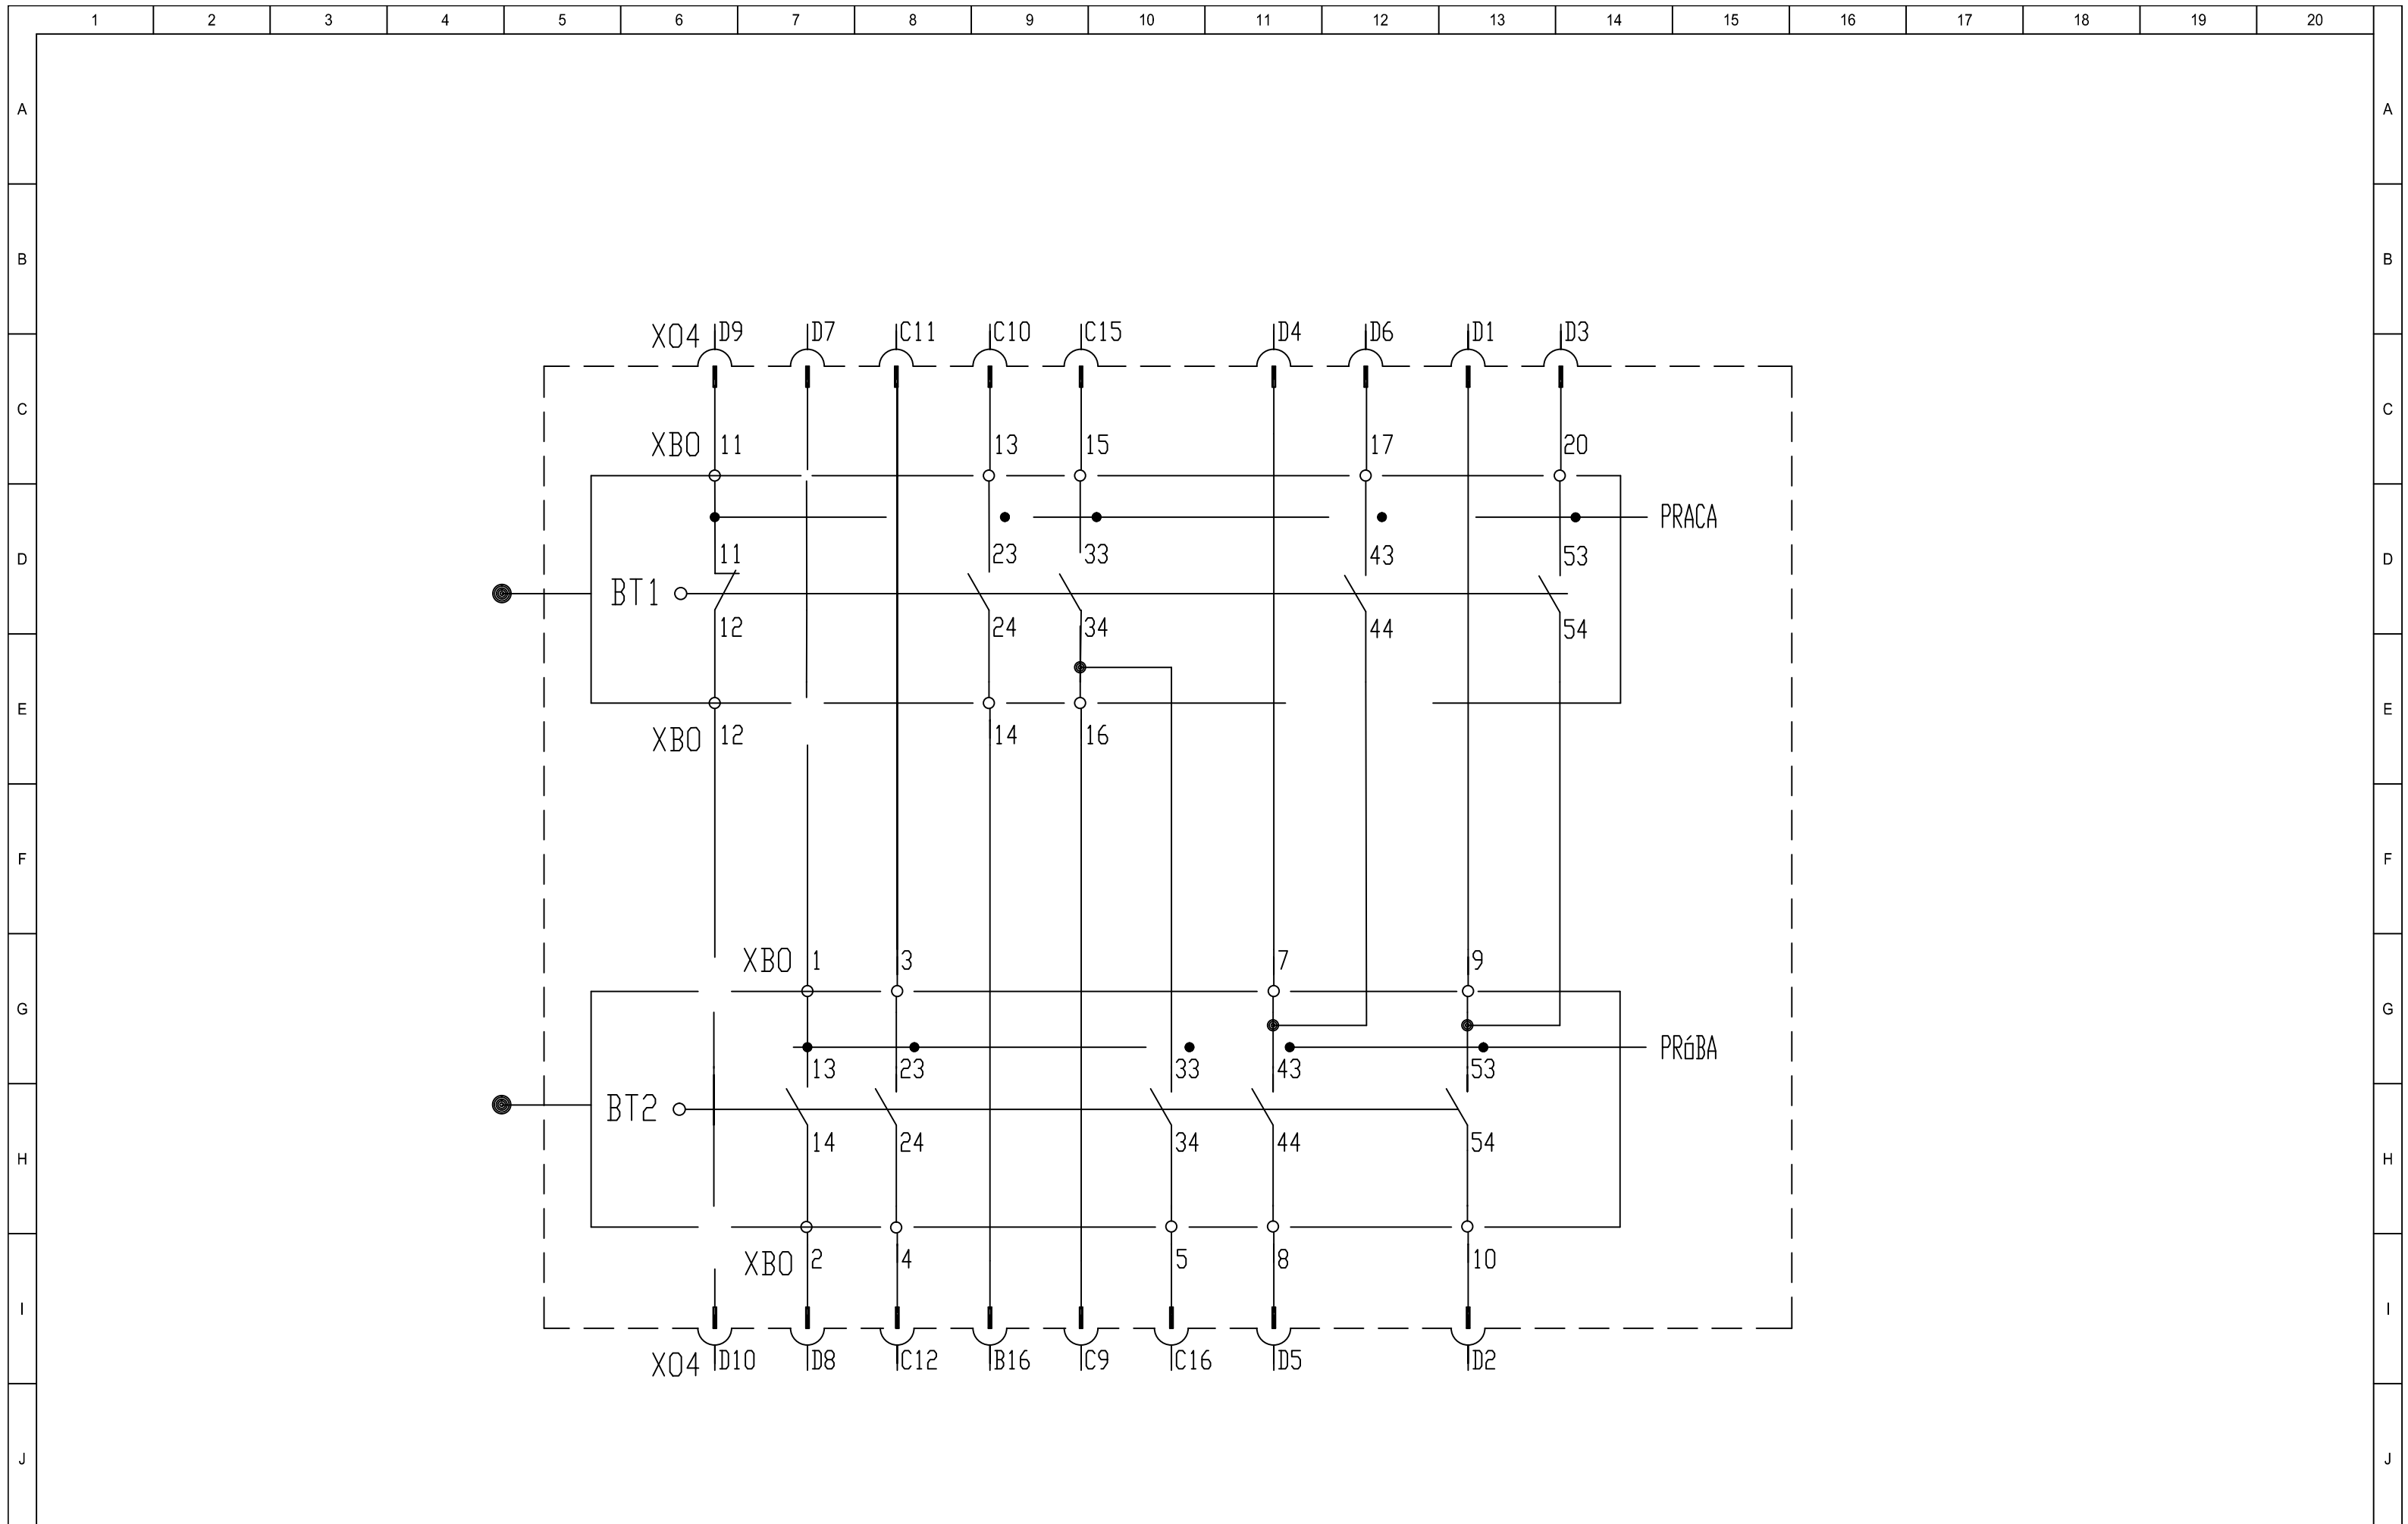 1 2 3 4 5 6 7 8 9 10 11 12 13 14 15 16 17 18 19 20
A A
B B
XO4 D9 D7 C11 C10 C15 D4 D6 D1 D3
C C
XBO 11 13 15 17 20
PRACA
D 11 23 33 43 53 D
BT1
12 24 34 44 54
E E
XBO 12 14 16
F F
XBO 1 3 7 9
G G
PRóBA
13 23 33 43 53
BT2
14 24 34 44 54
H H
XBO 2 4 5 8 10
I I
XO4 D10 D8 C12 B16 C9 C16 D5 D2
J J